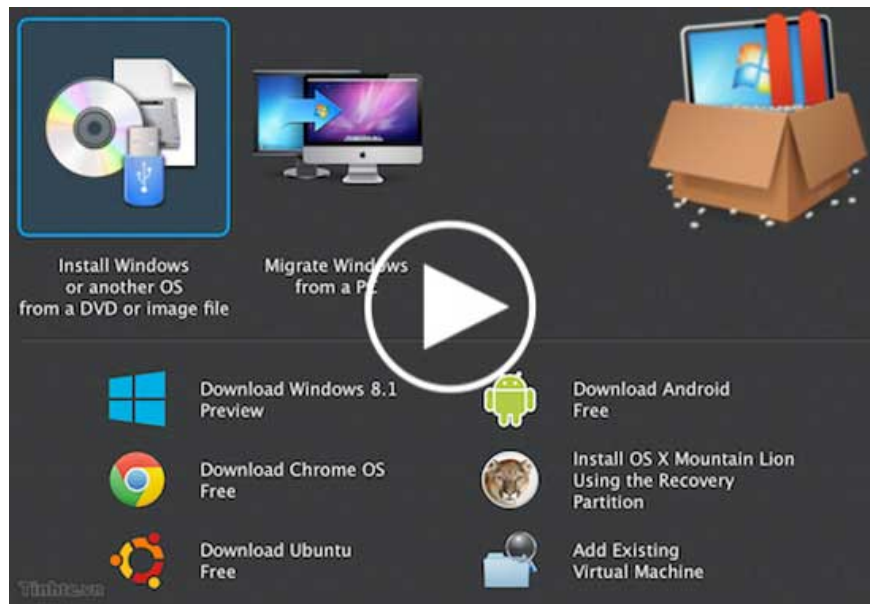 Install Windows
or another OS
from a DVD or image file
Migrate Windows
from a PC
Download Windows 8.1
Preview
Download Android
Free
Download Chrome OS
Free
Install OS X Mountain Lion
Using the Recovery
Partition
Download Ubuntu
Free
Add Existing
Virtual Machine
Tinhte.vn